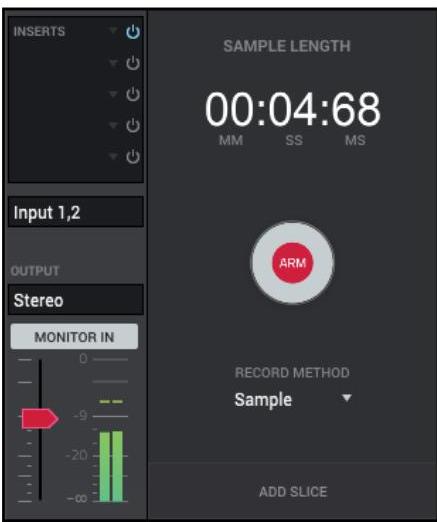 INSERTS
Input 1,2
OUTPUT
Stereo
MONITOR IN
0
-9
-20
-∞
SAMPLE LENGTH
00:04:68
MM SS MS
ARM
RECORD METHOD
Sample
ADD SLICE